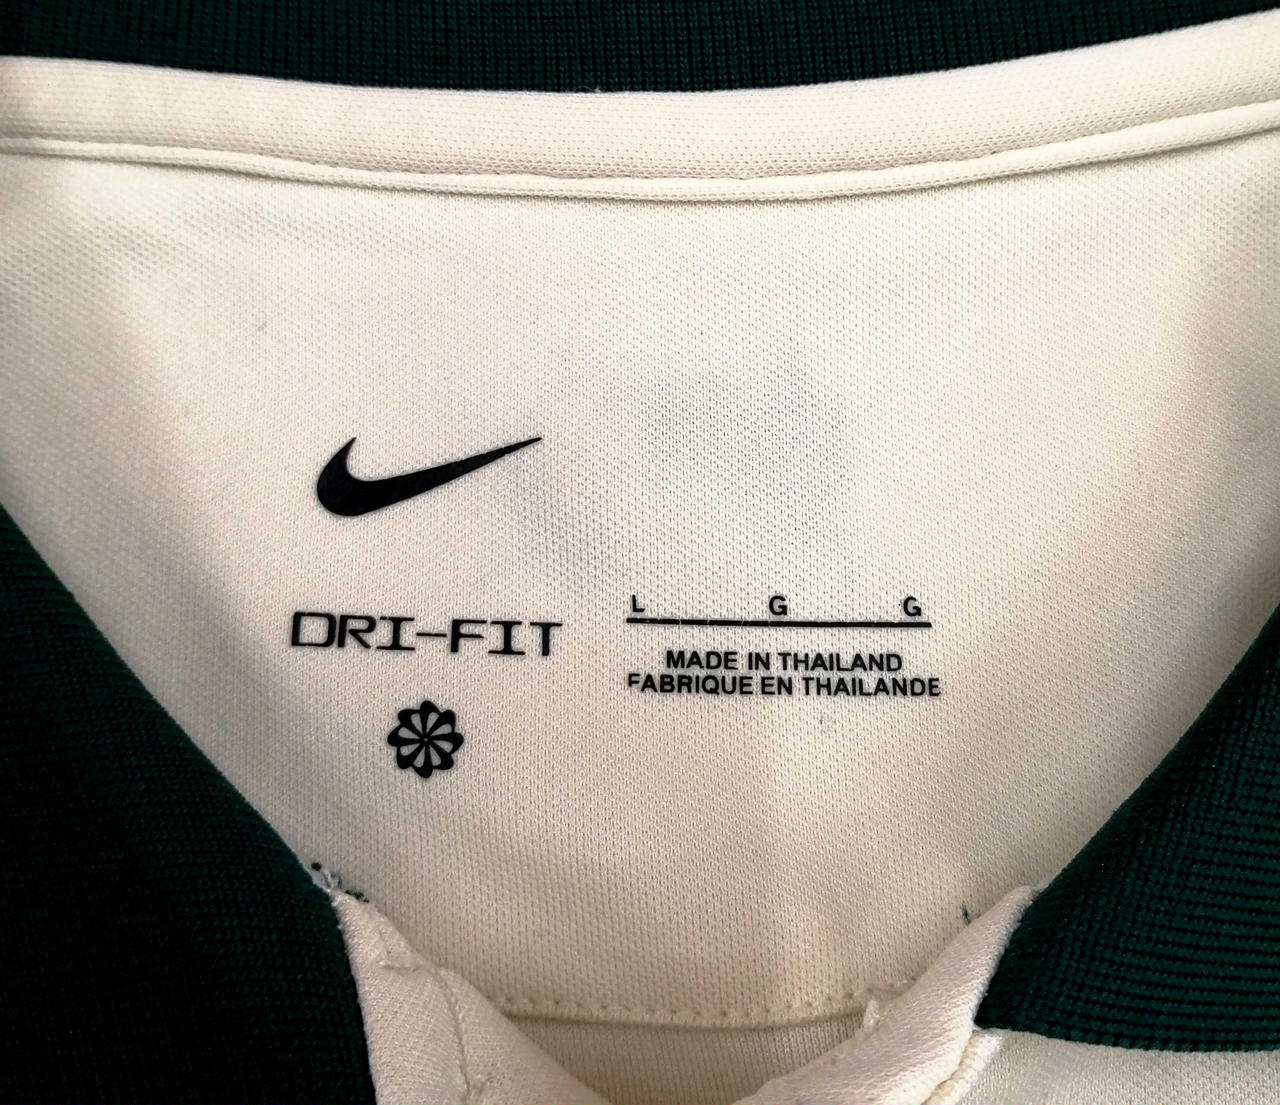 DRI-FIT
L G G
MADE IN THAILAND
FABRIQUE EN THAILANDE